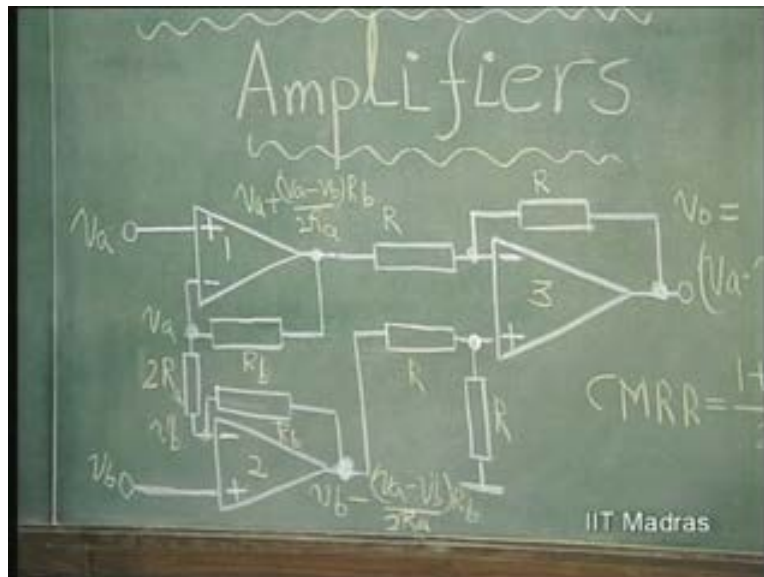 Amplifiers
Va + (Va-Vb)Rb
2Ra
R
R
Vo =
Va
+
1
-
-
3
+
(Va-
Va
Rb
2R
R
R
CMRR = 1+
2
Rb
-
2
+
Vb
Vb - (Va-Vb)Rb
2Ra
IIT Madras